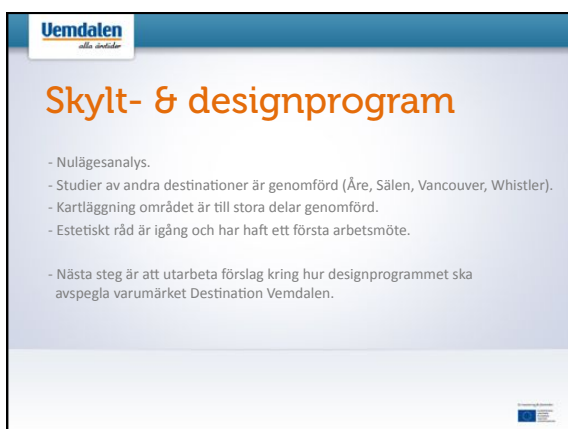 Vemdalen
alla årstider
Skylt- & designprogram
- Nulägesanalys.
- Studier av andra destinationer är genomförd (Åre, Sälen, Vancouver, Whistler).
- Kartläggning området är till stora delar genomförd.
- Estetiskt råd är igång och har haft ett första arbetsmöte.
- Nästa steg är att utarbeta förslag kring hur designprogrammet ska
avspegla varumärket Destination Vemdalen.